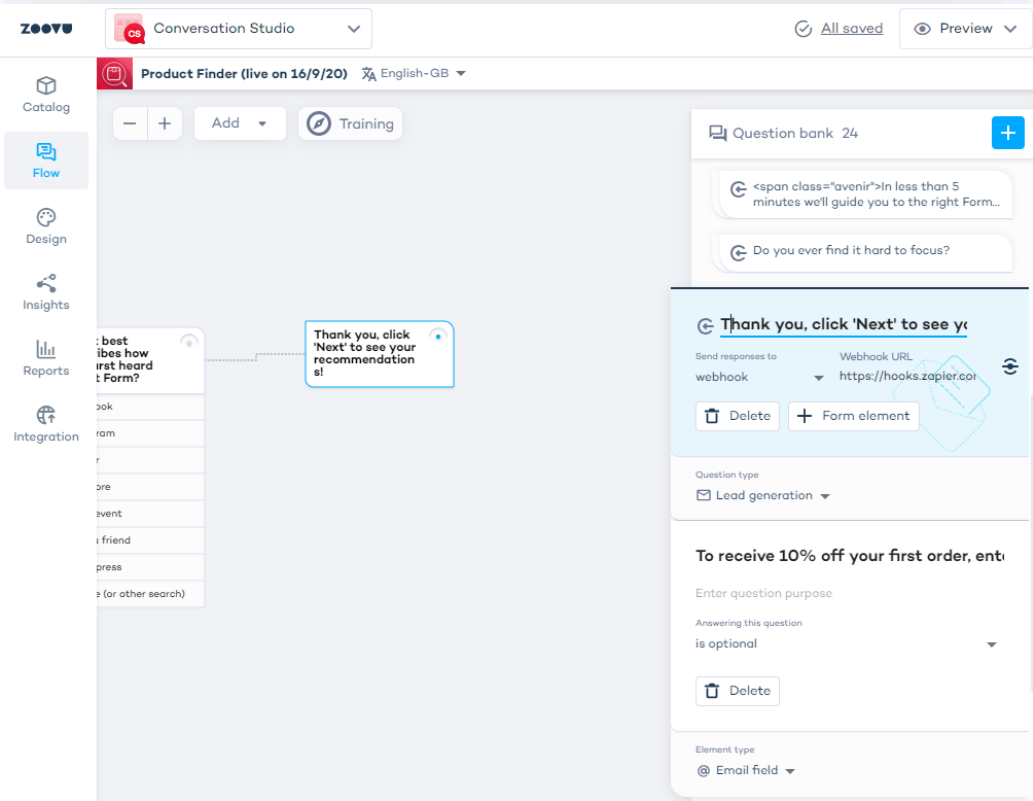 ZOOVU
CS
Conversation Studio
All saved
Preview
Product Finder (live on 16/9/20)
English-GB
Catalog
Flow
Design
Insights
Reports
Integration
Add
Training
best
ibes how
rst heard
t Form?
ook
ram
r
ore
event
friend
press
e (or other search)
Thank you, click
'Next' to see your
recommendation
s!
Question bank 24
<span class="avenir">In less than 5
minutes we'll guide you to the right Form...
Do you ever find it hard to focus?
Thank you, click 'Next' to see yo
Send responses to
webhook
Webhook URL
https://hooks.zapier.con
Delete
Form element
Question type
Lead generation
To receive 10% off your first order, ente
Enter question purpose
Answering this question
is optional
Delete
Element type
@ Email field